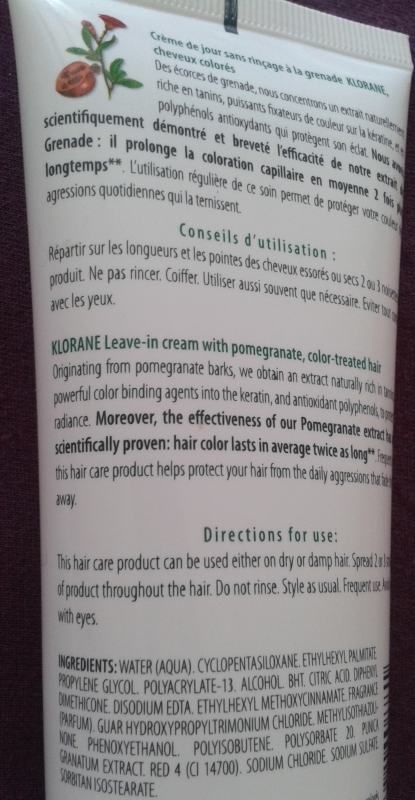 Crème de jour sans rinçage à la grenade KLORANE,
cheveux colorés
Des écorces de grenade, nous concentrons un extrait naturellement
riche en tanins, puissants fixateurs de couleur sur la kératine, et en
polyphénols antioxydants qui protègent son éclat. Nous avons
scientifiquement démontré et breveté l'efficacité de notre extrait de
Grenade : il prolonge la coloration capillaire en moyenne 2 fois plus
longtemps**. L'utilisation régulière de ce soin permet de protéger votre couleur
agressions quotidiennes qui la ternissent.
Conseils d'utilisation :
Répartir sur les longueurs et les pointes des cheveux essorés ou secs 2 ou 3 noisettes
produit. Ne pas rincer. Coiffer. Utiliser aussi souvent que nécessaire. Eviter tout
avec les yeux.
KLORANE Leave-in cream with pomegranate, color-treated hair
Originating from pomegranate barks, we obtain an extract naturally rich in
powerful color binding agents into the keratin, and antioxidant polyphenols, to
radiance. Moreover, the effectiveness of our Pomegranate extract
scientifically proven: hair color lasts in average twice as long**.
this hair care product helps protect your hair from the daily aggressions that fade
away.
Directions for use:
This hair care product can be used either on dry or damp hair. Spread 2 or 3
of product throughout the hair. Do not rinse. Style as usual. Frequent use.
with eyes.
INGREDIENTS: WATER (AQUA). CYCLOPENTASILOXANE. ETHYLHEXYL PALMITATE.
PROPYLENE GLYCOL. POLYACRYLATE-13. ALCOHOL. BHT. CITRIC ACID. DIPHENYL
DIMETHICONE. DISODIUM EDTA. ETHYLHEXYL METHOXYCINNAMATE. FRAGRANCE
(PARFUM). GUAR HYDROXYPROPYLTRIMONIUM CHLORIDE. METHYLISOTHIAZOLI-
NONE. PHENOXYETHANOL. POLYISOBUTENE. POLYSORBATE 20. PUNICA
GRANATUM EXTRACT. RED 4 (CI 14700). SODIUM CHLORIDE. SODIUM SULFATE.
SORBITAN ISOSTEARATE.